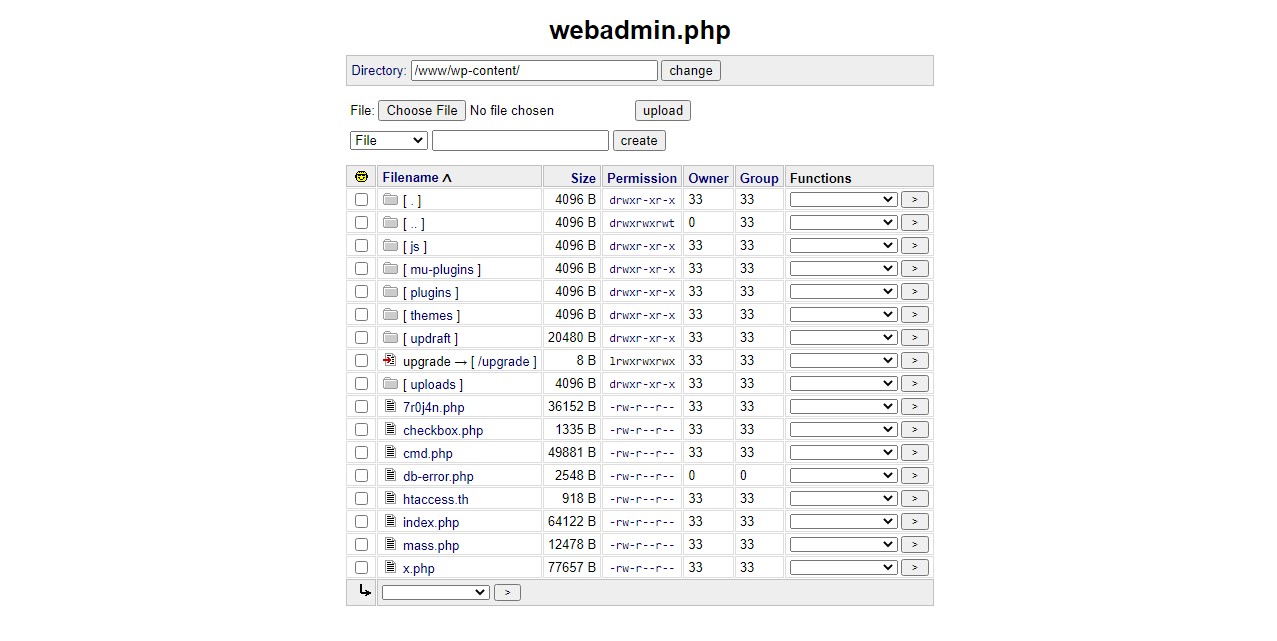 webadmin.php
Directory: /www/wp-content/ change
File: Choose File No file chosen upload
File create
Filename ʌ Size Permission Owner Group Functions
[ . ] 4096 B drwxr-xr-x 33 33 >
[ .. ] 4096 B drwxrwxrwt 0 33 >
[ js ] 4096 B drwxr-xr-x 33 33 >
[ mu-plugins ] 4096 B drwxr-xr-x 33 33 >
[ plugins ] 4096 B drwxr-xr-x 33 33 >
[ themes ] 4096 B drwxr-xr-x 33 33 >
[ updraft ] 20480 B drwxr-xr-x 33 33 >
upgrade → [ /upgrade ] 8 B lrwxrwxrwx 33 33 >
[ uploads ] 4096 B drwxr-xr-x 33 33 >
7r0j4n.php 36152 B -rw-r--r-- 33 33 >
checkbox.php 1335 B -rw-r--r-- 33 33 >
cmd.php 49881 B -rw-r--r-- 33 33 >
db-error.php 2548 B -rw-r--r-- 0 0 >
htaccess.th 918 B -rw-r--r-- 33 33 >
index.php 64122 B -rw-r--r-- 33 33 >
mass.php 12478 B -rw-r--r-- 33 33 >
x.php 77657 B -rw-r--r-- 33 33 >
>